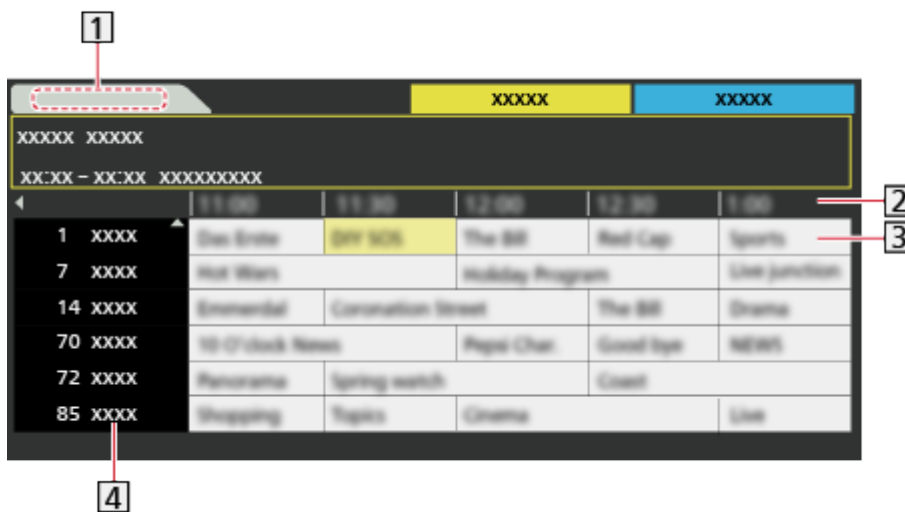 1
xxxxx xxxxx
xxxxx xxxxx
xx:xx – xx:xx xxxxxxxxx
11:00 11:30 12:00 12:30 1:00 2
1 xxxx Das Erste DIY SOS The Bill Red Cap Sports 3
7 xxxx Hot Wars Holiday Program Live junction
14 xxxx Emmerdal Coronation Street The Bill Drama
70 xxxx 10 O'clock News Pepsi Char. Good bye NEWS
72 xxxx Panorama Spring watch Coast
85 xxxx Shopping Topics Cinema Live
4